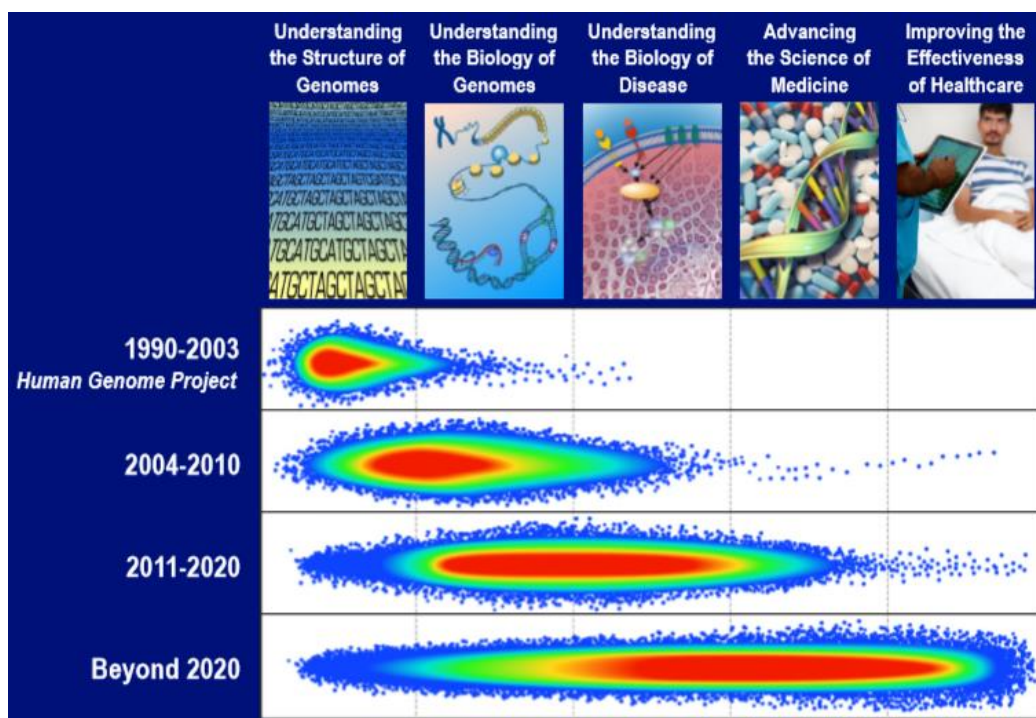 Understanding
the Structure of
Genomes
Understanding
the Biology of
Genomes
Understanding
the Biology of
Disease
Advancing
the Science of
Medicine
Improving the
Effectiveness
of Healthcare
1990-2003
Human Genome Project
2004-2010
2011-2020
Beyond 2020